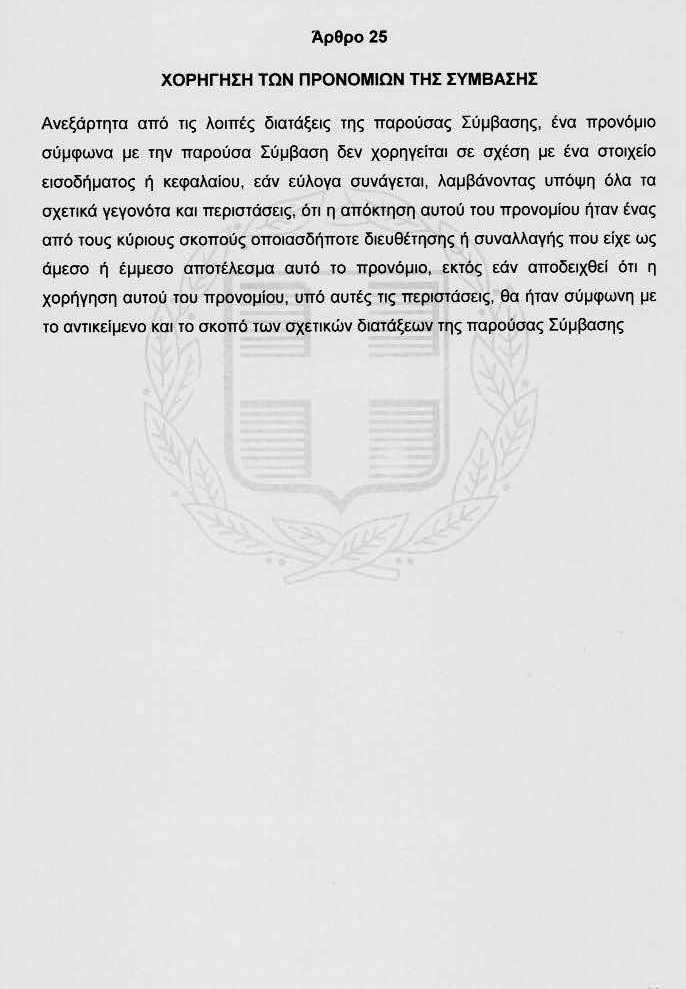 Άρθρο 25
ΧΟΡΗΓΗΣΗ ΤΩΝ ΠΡΟΝΟΜΙΩΝ ΤΗΣ ΣΥΜΒΑΣΗΣ
Ανεξάρτητα από τις λοιπές διατάξεις της παρούσας Σύμβασης, ένα προνόμιο
σύμφωνα με την παρούσα Σύμβαση δεν χορηγείται σε σχέση με ένα στοιχείο
εισοδήματος ή κεφαλαίου, εάν εύλογα συνάγεται, λαμβάνοντας υπόψη όλα τα
σχετικά γεγονότα και περιστάσεις, ότι η απόκτηση αυτού του προνομίου ήταν ένας
από τους κύριους σκοπούς οποιασδήποτε διευθέτησης ή συναλλαγής που είχε ως
άμεσο ή έμμεσο αποτέλεσμα αυτό το προνόμιο, εκτός εάν αποδειχθεί ότι η
χορήγηση αυτού του προνομίου, υπό αυτές τις περιστάσεις, θα ήταν σύμφωνη με
το αντικείμενο και το σκοπό των σχετικών διατάξεων της παρούσας Σύμβασης